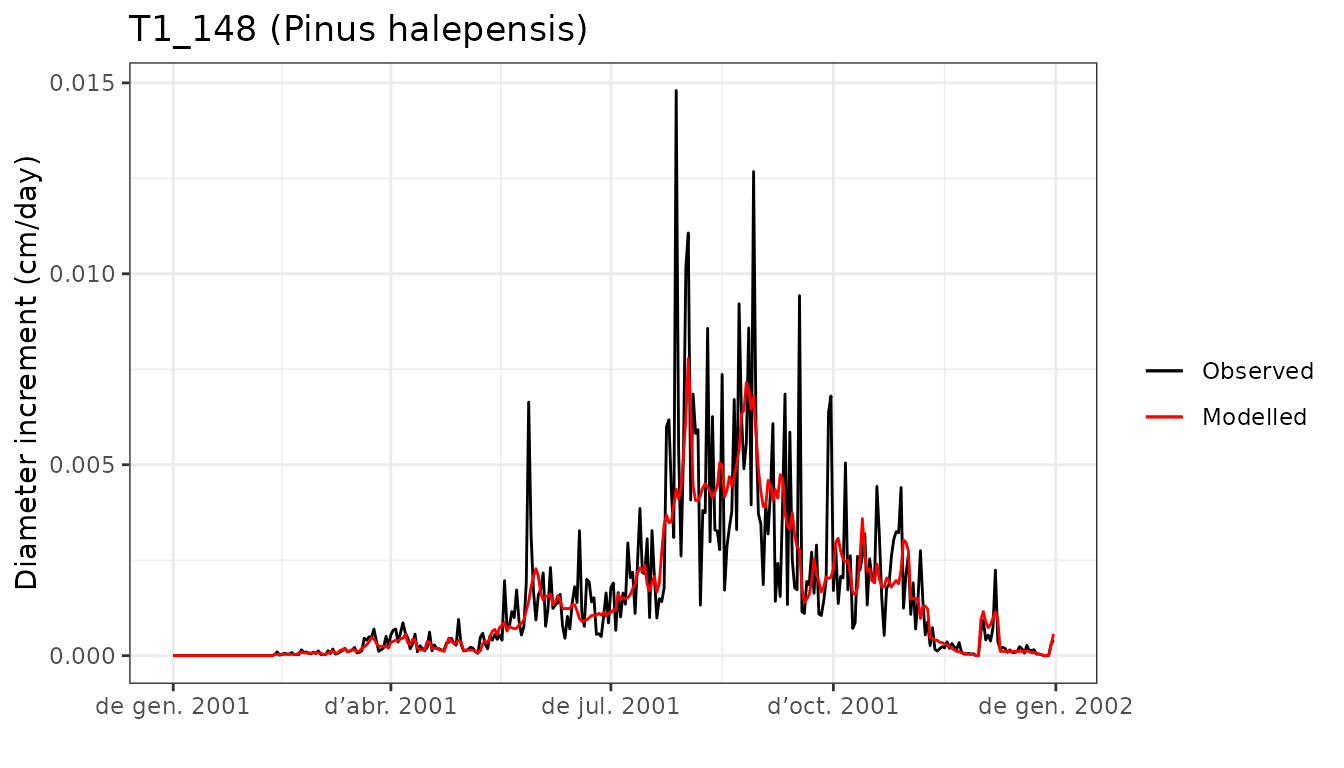 T1_148 (Pinus halepensis)
Diameter increment (cm/day)
0.015
0.010
0.005
0.000
de gen. 2001
d’abr. 2001
de jul. 2001
d’oct. 2001
de gen. 2002
Observed
Modelled